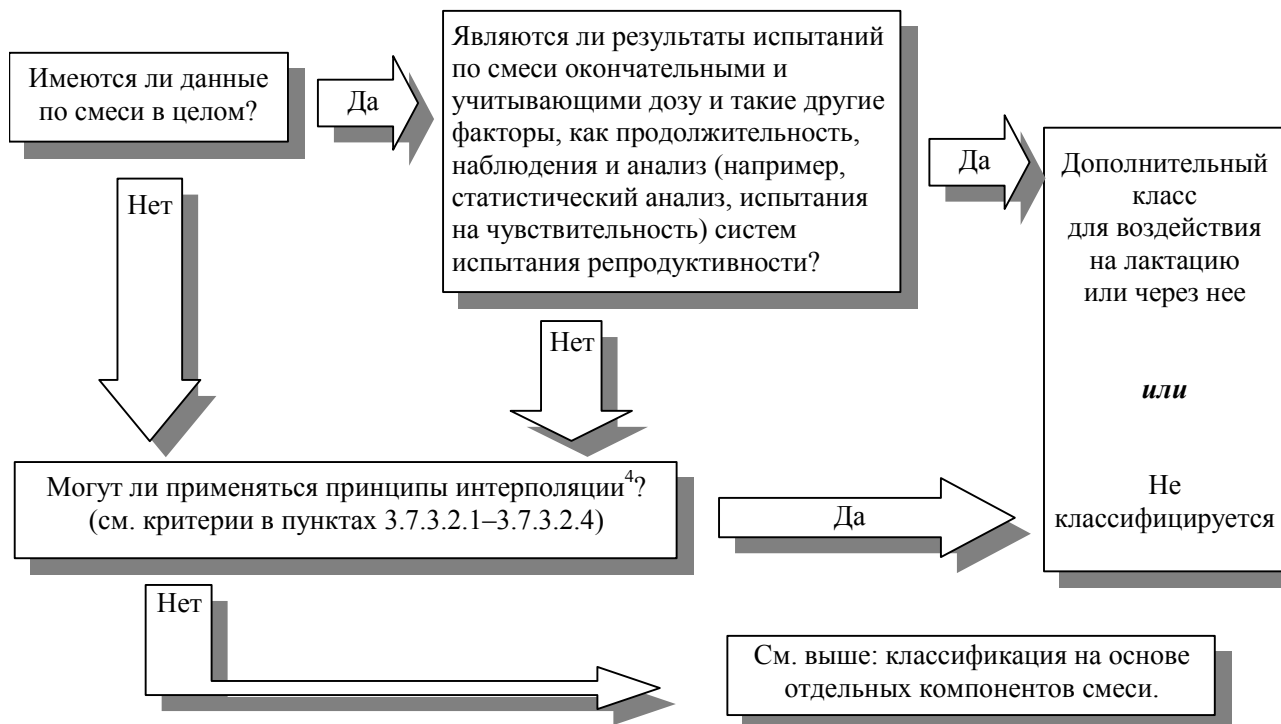 Имеются ли данные
по смеси в целом?
Да
Являются ли результаты испытаний
по смеси окончательными и
учитывающими дозу и такие другие
факторы, как продолжительность,
наблюдения и анализ (например,
статистический анализ, испытания
на чувствительность) систем
испытания репродуктивности?
Да
Дополнительный
класс
для воздействия
на лактацию
или через нее
или
Не
классифицируется
Нет
Нет
Могут ли применяться принципы интерполяции⁴?
(см. критерии в пунктах 3.7.3.2.1–3.7.3.2.4)
Да
Нет
См. выше: классификация на основе
отдельных компонентов смеси.